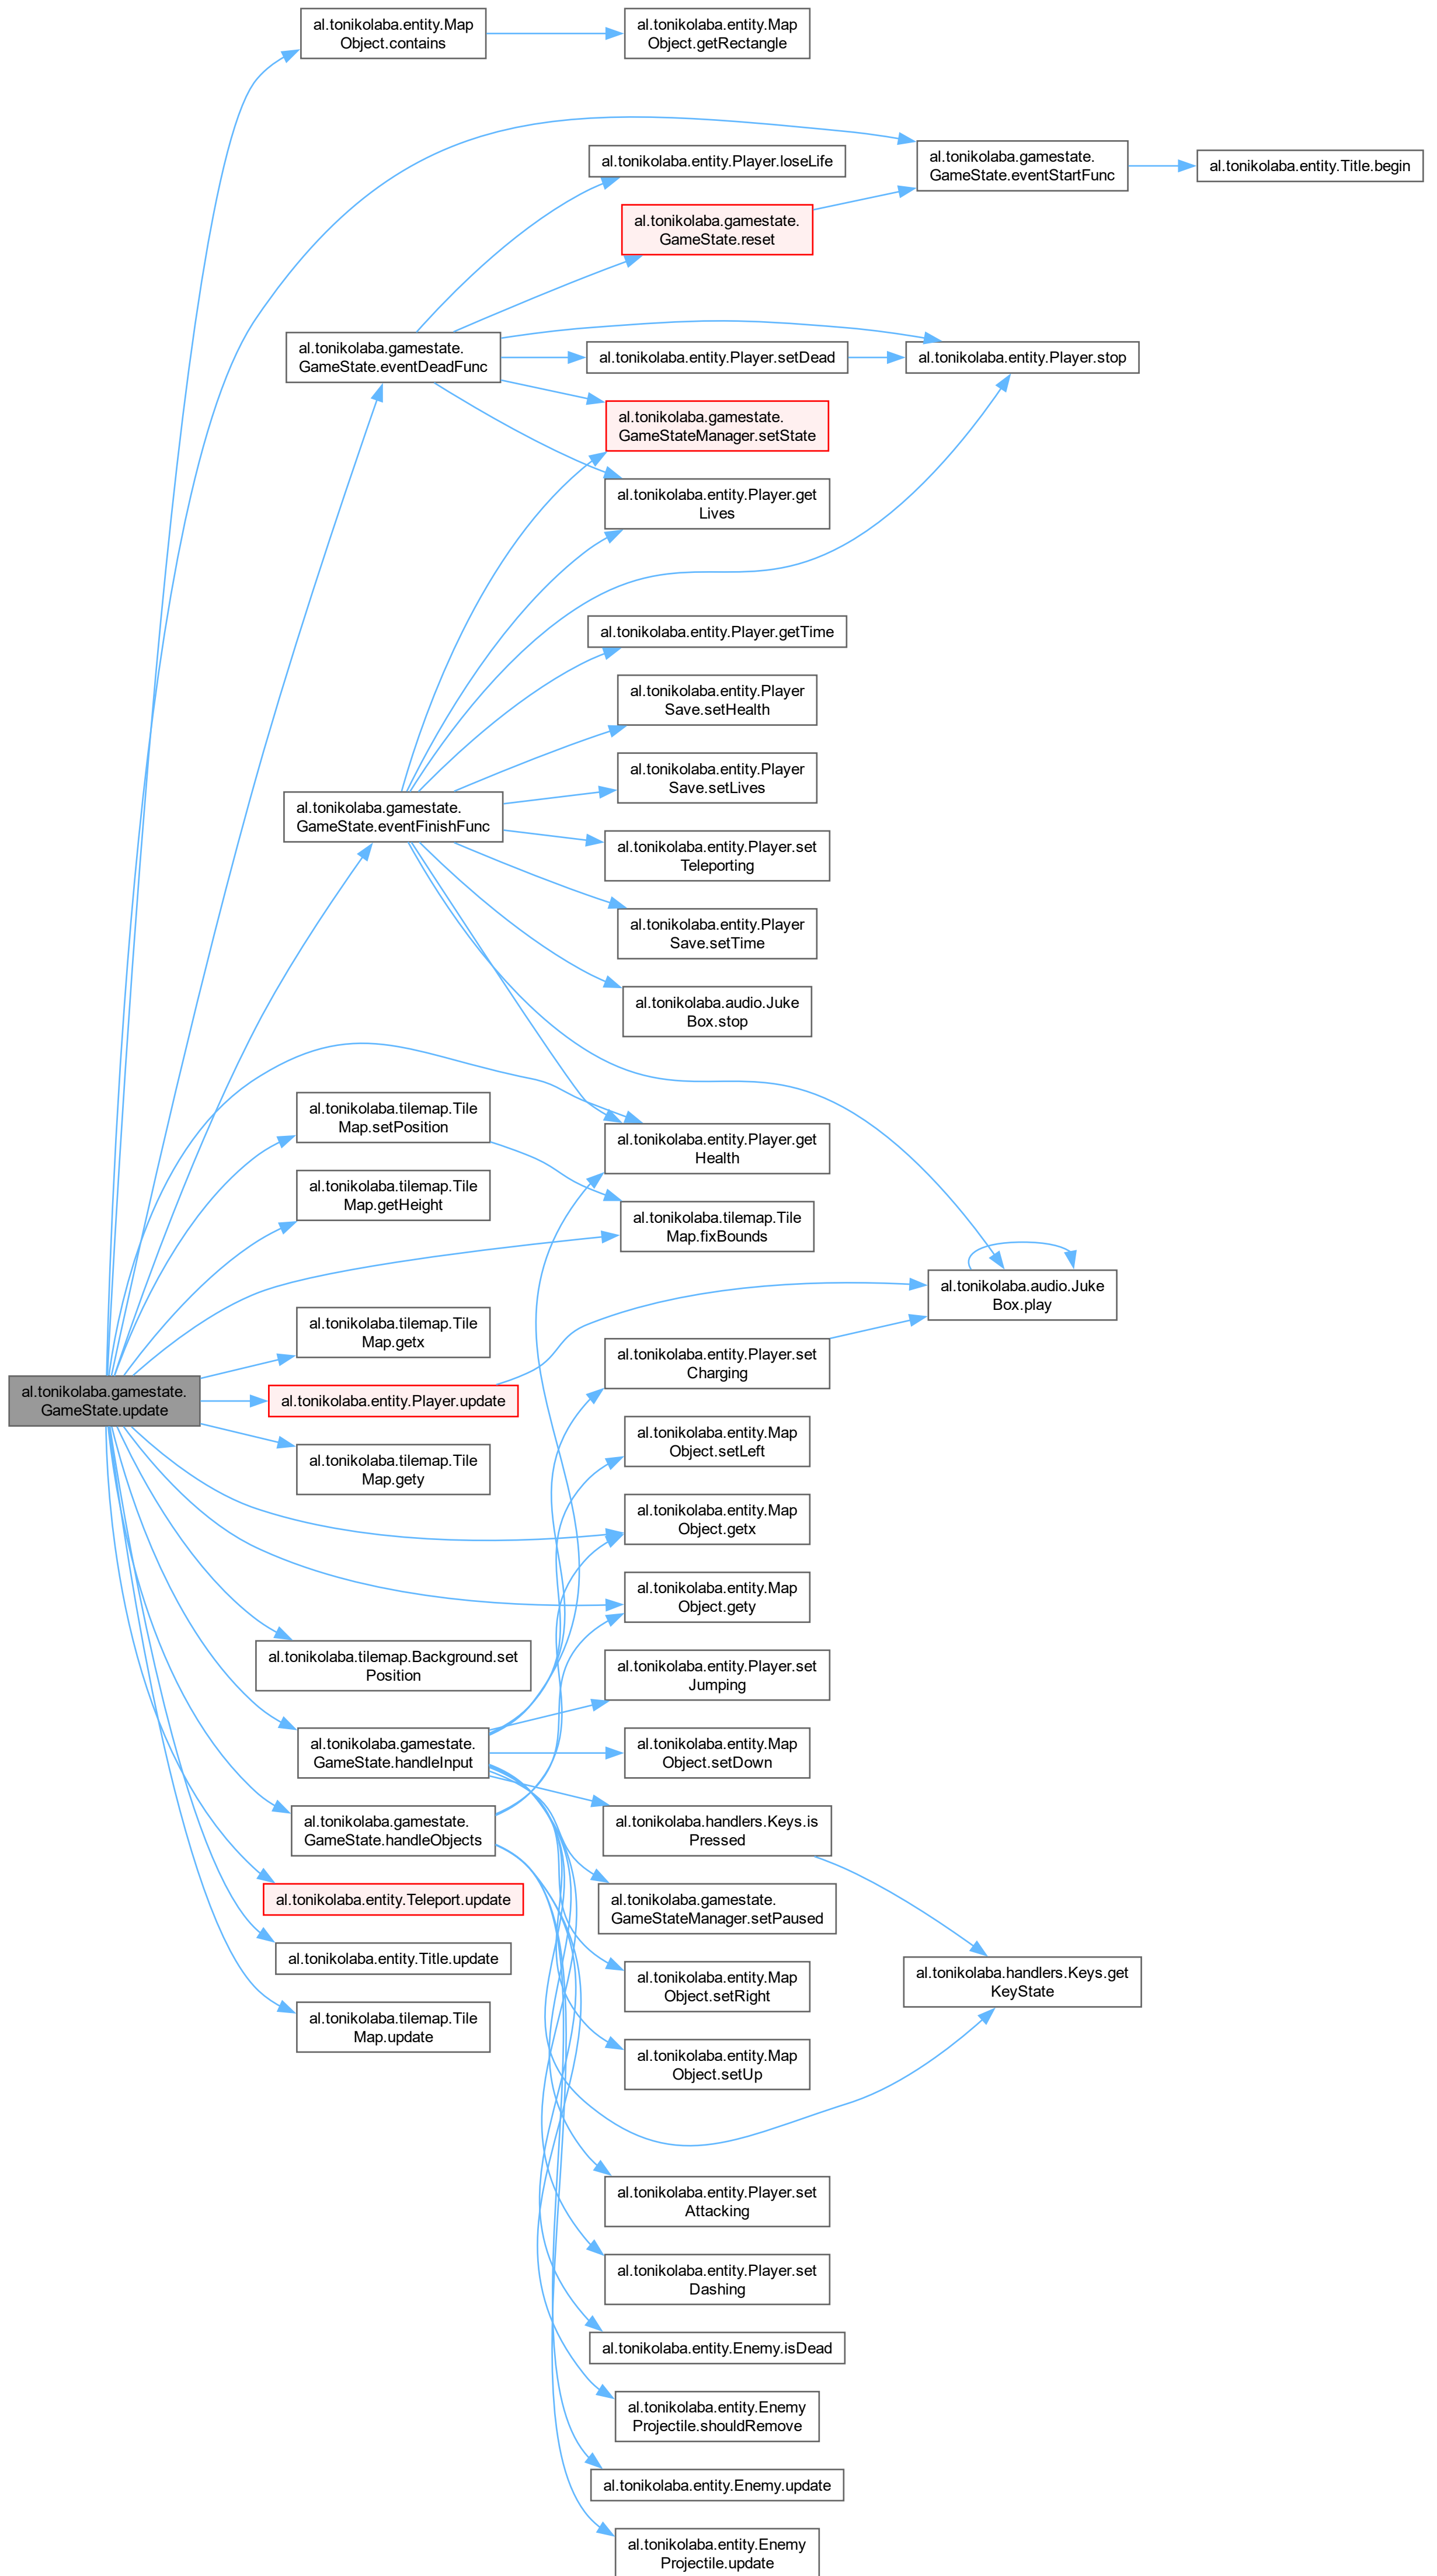 al.tonikolaba.entity.Map
Object.contains
al.tonikolaba.entity.Map
Object.getRectangle
al.tonikolaba.gamestate.
GameState.eventStartFunc
al.tonikolaba.entity.Title.begin
al.tonikolaba.entity.Player.loseLife
al.tonikolaba.gamestate.
GameState.reset
al.tonikolaba.gamestate.
GameState.eventDeadFunc
al.tonikolaba.entity.Player.setDead
al.tonikolaba.entity.Player.stop
al.tonikolaba.gamestate.
GameStateManager.setState
al.tonikolaba.entity.Player.get
Lives
al.tonikolaba.entity.Player.getTime
al.tonikolaba.entity.Player
Save.setHealth
al.tonikolaba.entity.Player
Save.setLives
al.tonikolaba.gamestate.
GameState.eventFinishFunc
al.tonikolaba.entity.Player.set
Teleporting
al.tonikolaba.entity.Player
Save.setTime
al.tonikolaba.audio.Juke
Box.stop
al.tonikolaba.tilemap.Tile
Map.setPosition
al.tonikolaba.entity.Player.get
Health
al.tonikolaba.tilemap.Tile
Map.getHeight
al.tonikolaba.tilemap.Tile
Map.fixBounds
al.tonikolaba.audio.Juke
Box.play
al.tonikolaba.tilemap.Tile
Map.getx
al.tonikolaba.entity.Player.set
Charging
al.tonikolaba.gamestate.
GameState.update
al.tonikolaba.entity.Player.update
al.tonikolaba.entity.Map
Object.setLeft
al.tonikolaba.tilemap.Tile
Map.gety
al.tonikolaba.entity.Map
Object.getx
al.tonikolaba.entity.Map
Object.gety
al.tonikolaba.tilemap.Background.set
Position
al.tonikolaba.entity.Player.set
Jumping
al.tonikolaba.gamestate.
GameState.handleInput
al.tonikolaba.entity.Map
Object.setDown
al.tonikolaba.gamestate.
GameState.handleObjects
al.tonikolaba.handlers.Keys.is
Pressed
al.tonikolaba.entity.Teleport.update
al.tonikolaba.gamestate.
GameStateManager.setPaused
al.tonikolaba.entity.Title.update
al.tonikolaba.entity.Map
Object.setRight
al.tonikolaba.handlers.Keys.get
KeyState
al.tonikolaba.tilemap.Tile
Map.update
al.tonikolaba.entity.Map
Object.setUp
al.tonikolaba.entity.Player.set
Attacking
al.tonikolaba.entity.Player.set
Dashing
al.tonikolaba.entity.Enemy.isDead
al.tonikolaba.entity.Enemy
Projectile.shouldRemove
al.tonikolaba.entity.Enemy.update
al.tonikolaba.entity.Enemy
Projectile.update